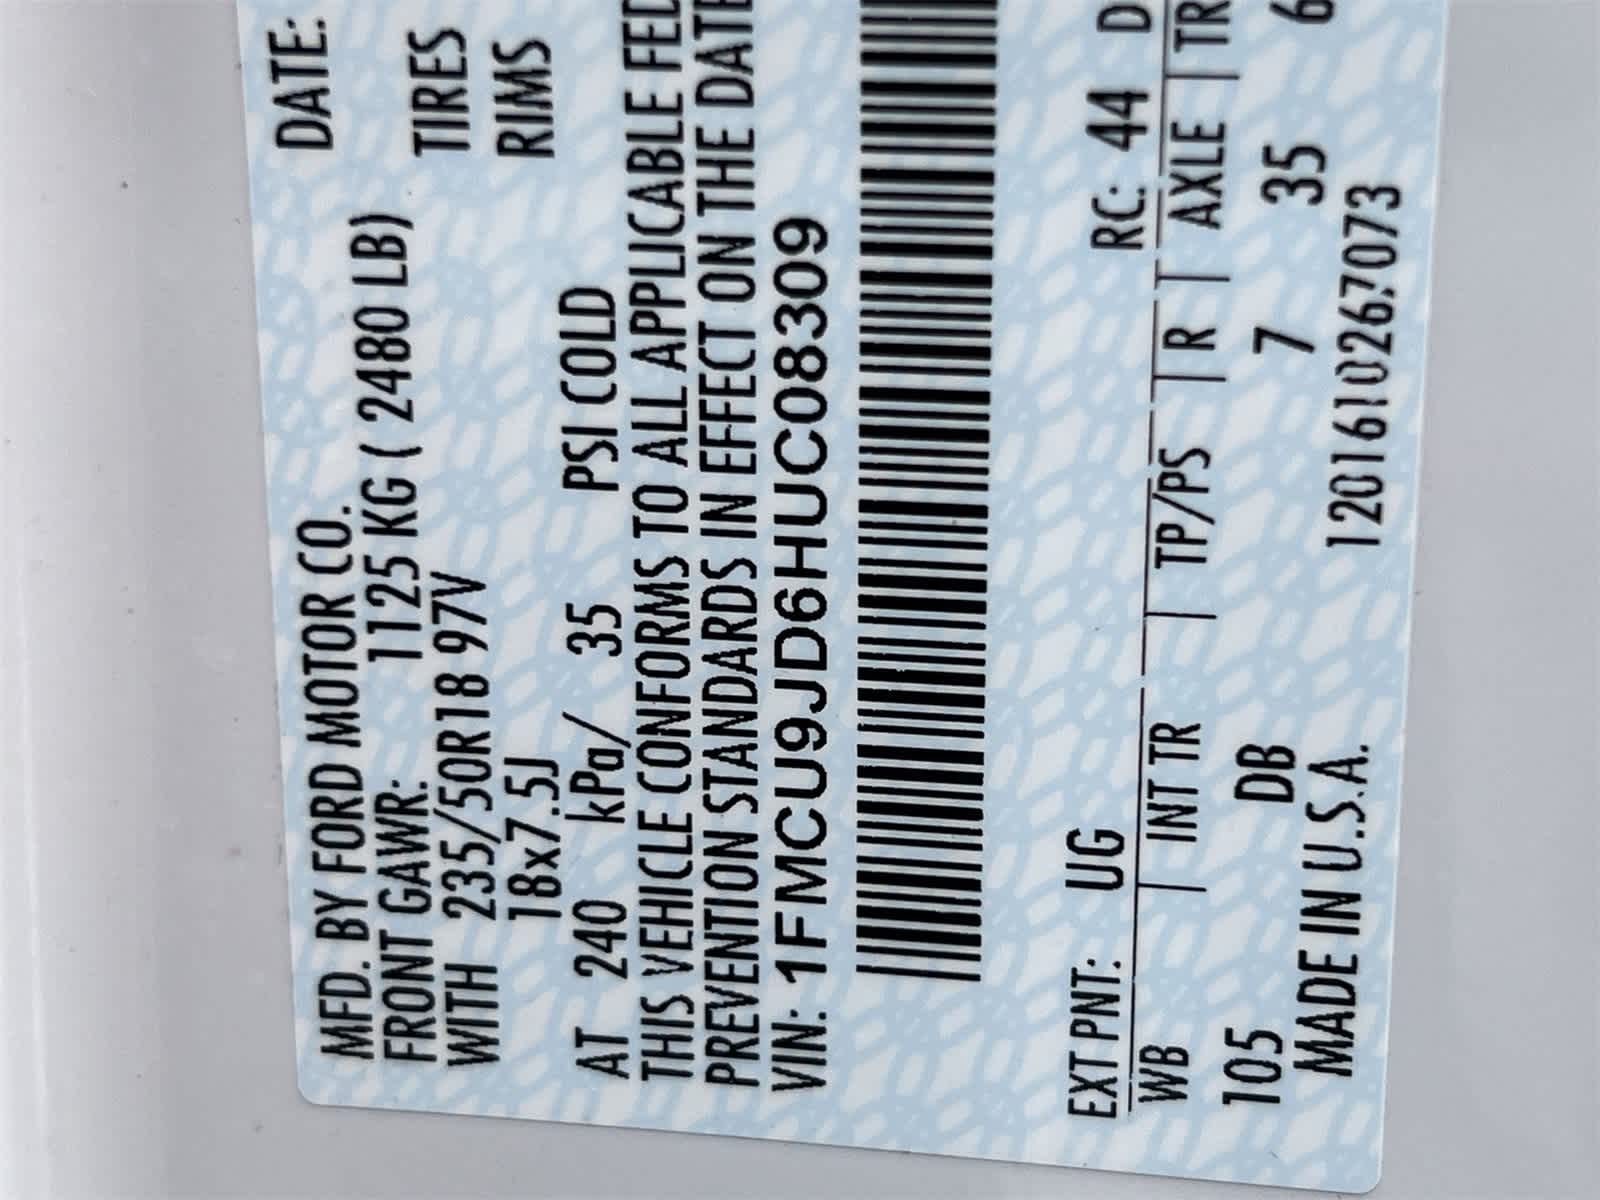 MFD. BY FORD MOTOR CO. DATE:
FRONT GAWR: 1125 KG ( 2480 LB)
WITH 235/50R18 97V TIRES
18x7.5J RIMS
AT 240 kPa/ 35 PSI COLD
THIS VEHICLE CONFORMS TO ALL APPLICABLE FED
PREVENTION STANDARDS IN EFFECT ON THE DATE
VIN: 1FMCU9JD6HUC08309
EXT PNT: UG RC: 44 D
WB | INT TR | TP/PS | R | AXLE | TR
105 DB 7 35 6
MADE IN U.S.A. 1201610267073